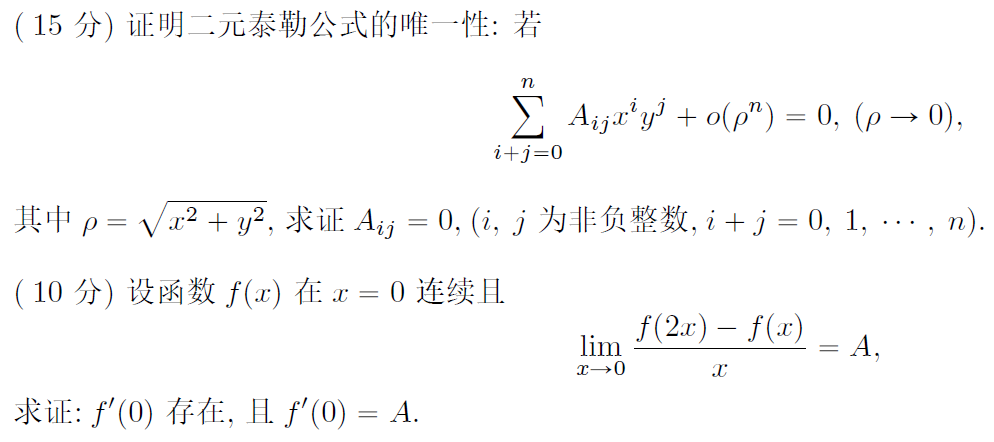 ( 15 分) 证明二元泰勒公式的唯一性: 若
$$\sum_{i+j=0}^{n} A_{ij}x^{i}y^{j} + o(\rho^{n}) = 0, \ (\rho \to 0),$$
其中 $\rho = \sqrt{x^2 + y^2}$, 求证 $A_{ij} = 0$, ($i$, $j$ 为非负整数, $i + j = 0, 1, \cdots, n$).
( 10 分) 设函数 $f(x)$ 在 $x = 0$ 连续且
$$\lim_{x \to 0} \frac{f(2x) - f(x)}{x} = A,$$
求证: $f'(0)$ 存在, 且 $f'(0) = A$.